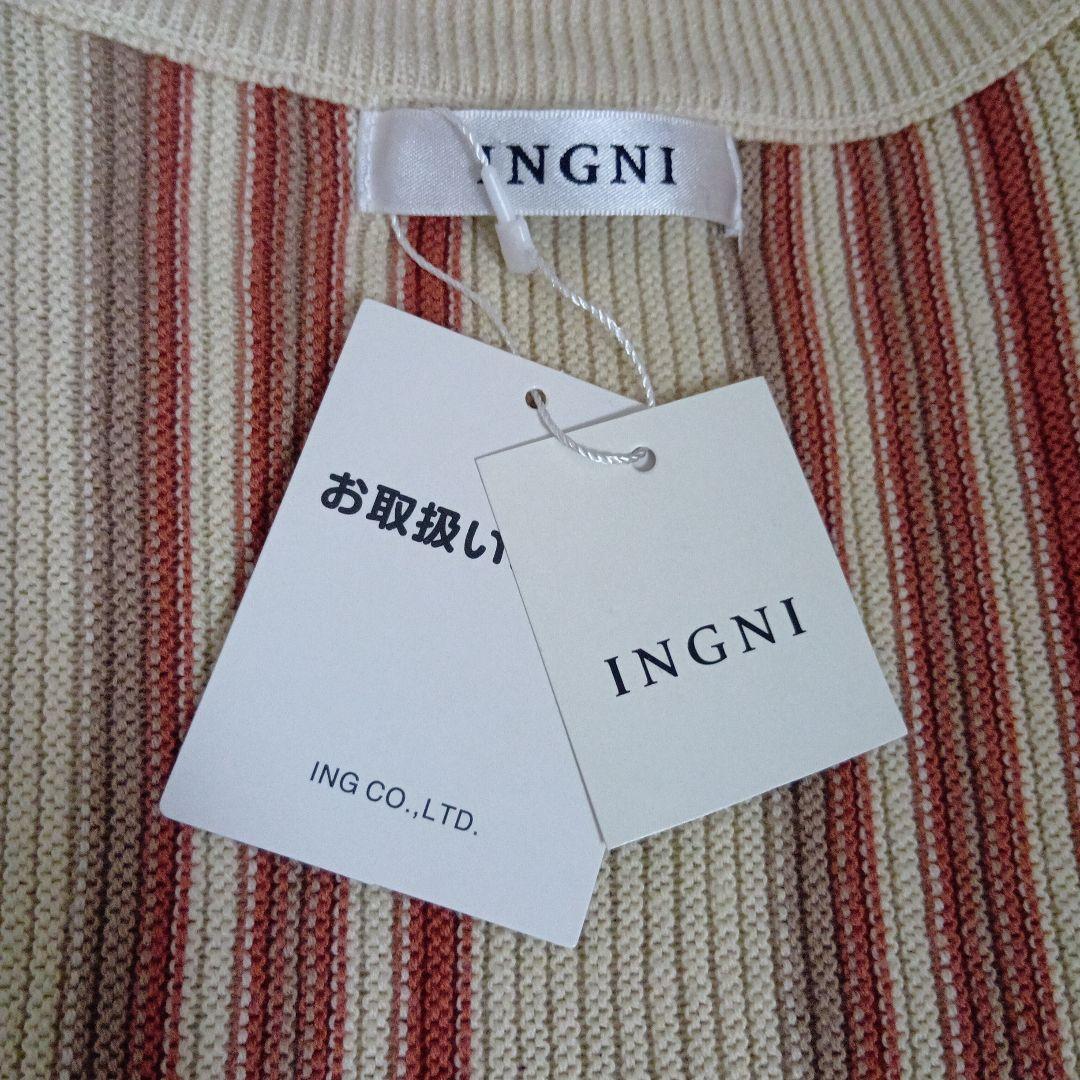 INGNI
お取扱い
INGNI
ING CO.,LTD.